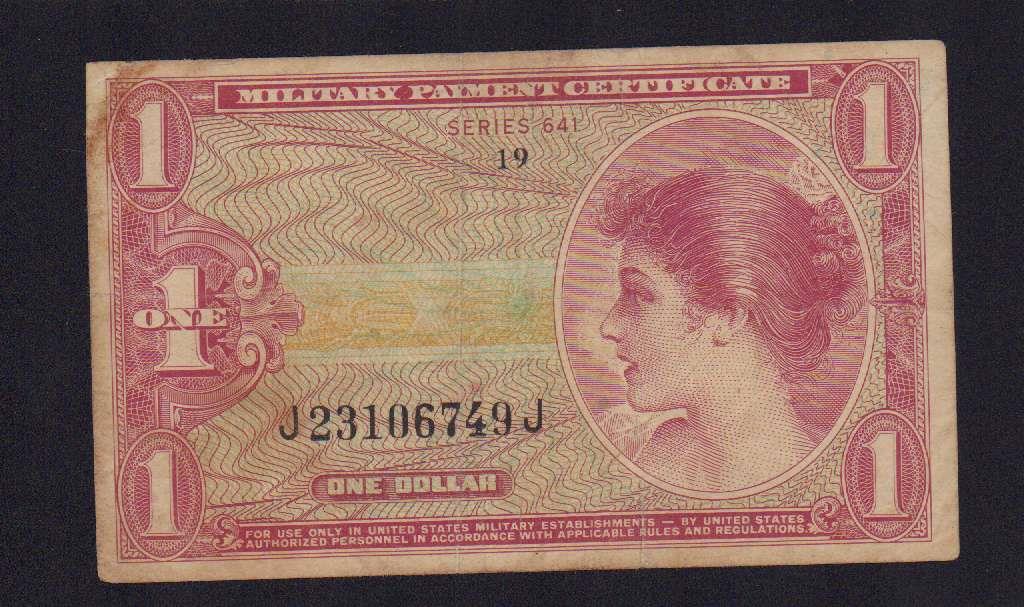 MILITARY PAYMENT CERTIFICATE
1
1
SERIES 641
19
1
ONE
J23106749J
ONE DOLLAR
1
1
FOR USE ONLY IN UNITED STATES MILITARY ESTABLISHMENTS — BY UNITED STATES
AUTHORIZED PERSONNEL IN ACCORDANCE WITH APPLICABLE RULES AND REGULATIONS.